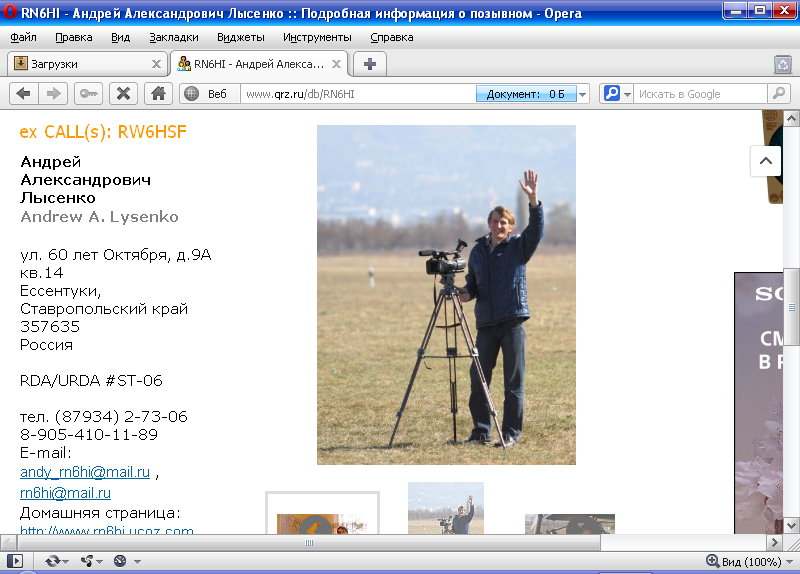 RN6HI - Андрей Александрович Лысенко :: Подробная информация о позывном - Opera
Файл Правка Вид Закладки Виджеты Инструменты Справка
Загрузки
RN6HI - Андрей Алекса...
Веб www.qrz.ru/db/RN6HI Документ: 0 Б Искать в Google
ex CALL(s): RW6HSF
Андрей
Александрович
Лысенко
Andrew A. Lysenko
ул. 60 лет Октября, д.9А
кв.14
Ессентуки,
Ставропольский край
357635
Россия
RDA/URDA #ST-06
тел. (87934) 2-73-06
8-905-410-11-89
E-mail:
andy_rn6hi@mail.ru ,
rn6hi@mail.ru
Домашняя страница:
http://www.rn6hi.ucoz.com
Вид (100%)